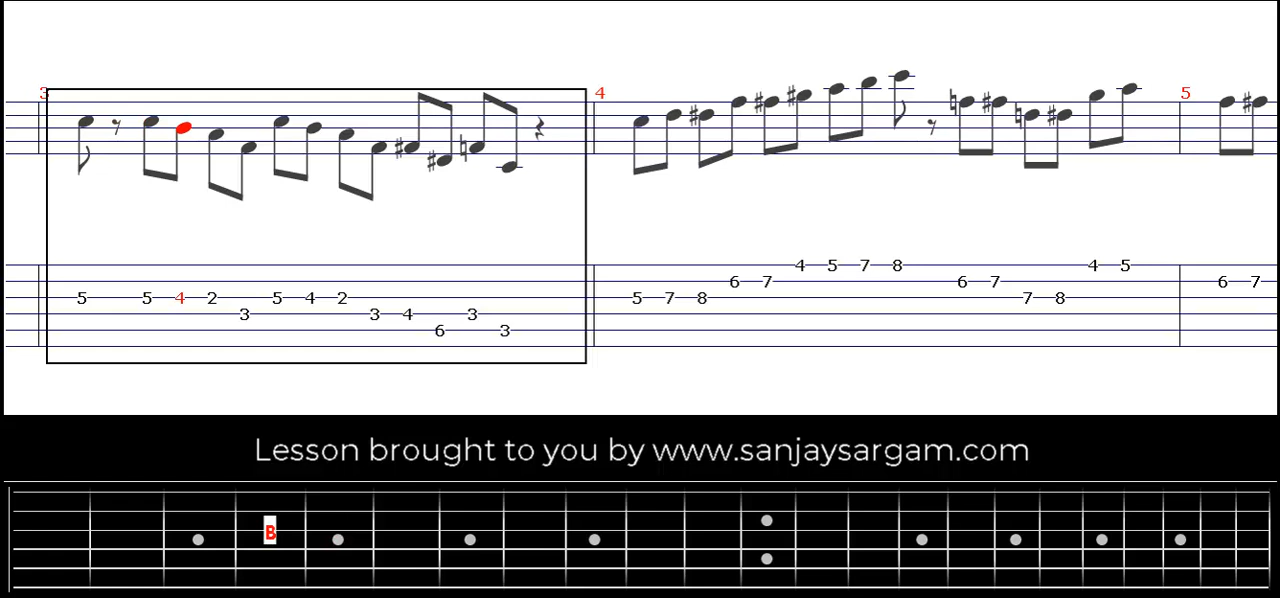 3 4 5
4 5 7 8 4 5
6 7 6 7 6 7
5 5 4 2 5 4 2 5 7 8 7 8
3 3 4 3
6 3
Lesson brought to you by www.sanjaysargam.com
B